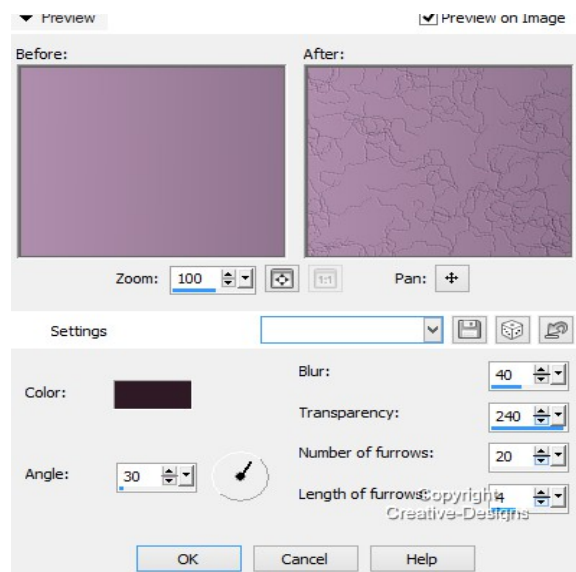 Preview
Preview on Image
Before:
After:
Zoom: 100
1:1
Pan:
Settings
Color:
Angle: 30
Blur: 40
Transparency: 240
Number of furrows: 20
Length of furrows: 4
Copyright
Creative-Designs
OK
Cancel
Help